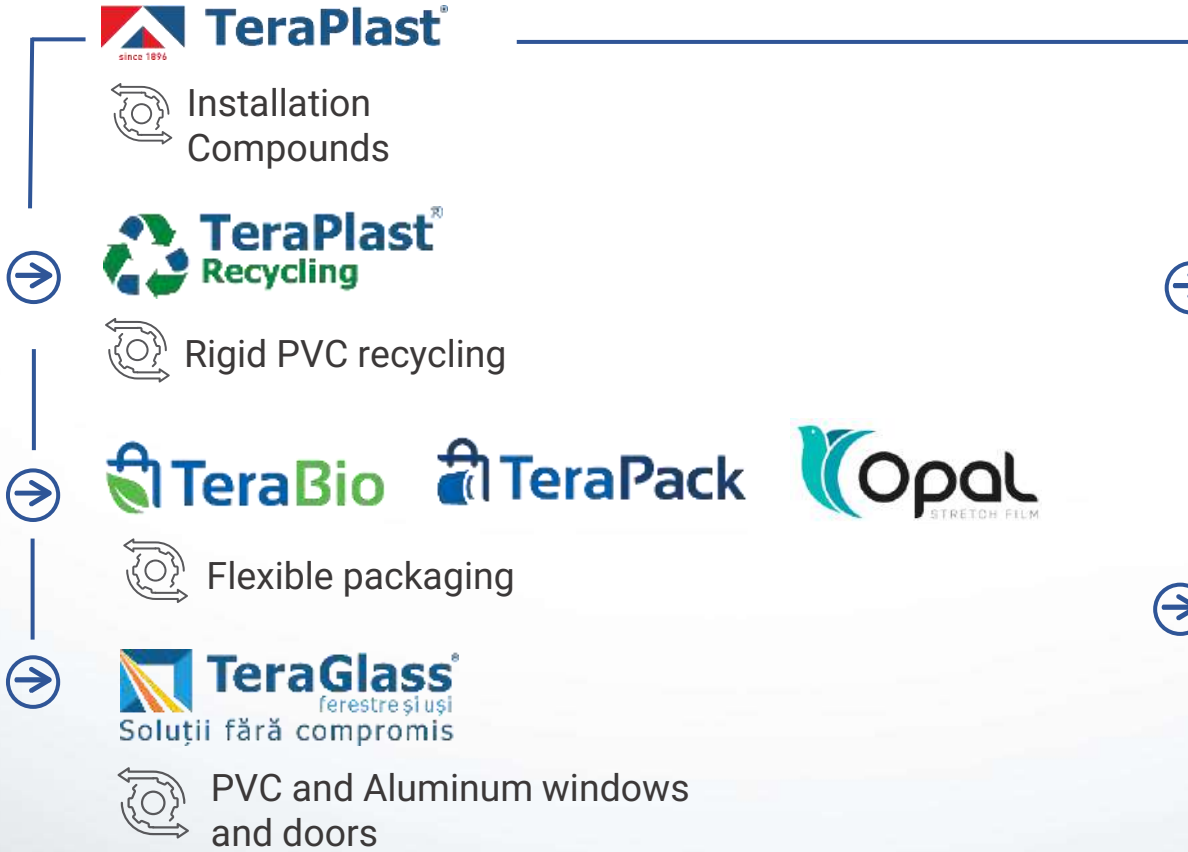 TeraPlast®
since 1896
Installation
Compounds
TeraPlast®
Recycling
Rigid PVC recycling
TeraBio TeraPack Opal
STRETCH FILM
Flexible packaging
TeraGlass®
ferestre și uși
Soluții fără compromis
PVC and Aluminum windows
and doors